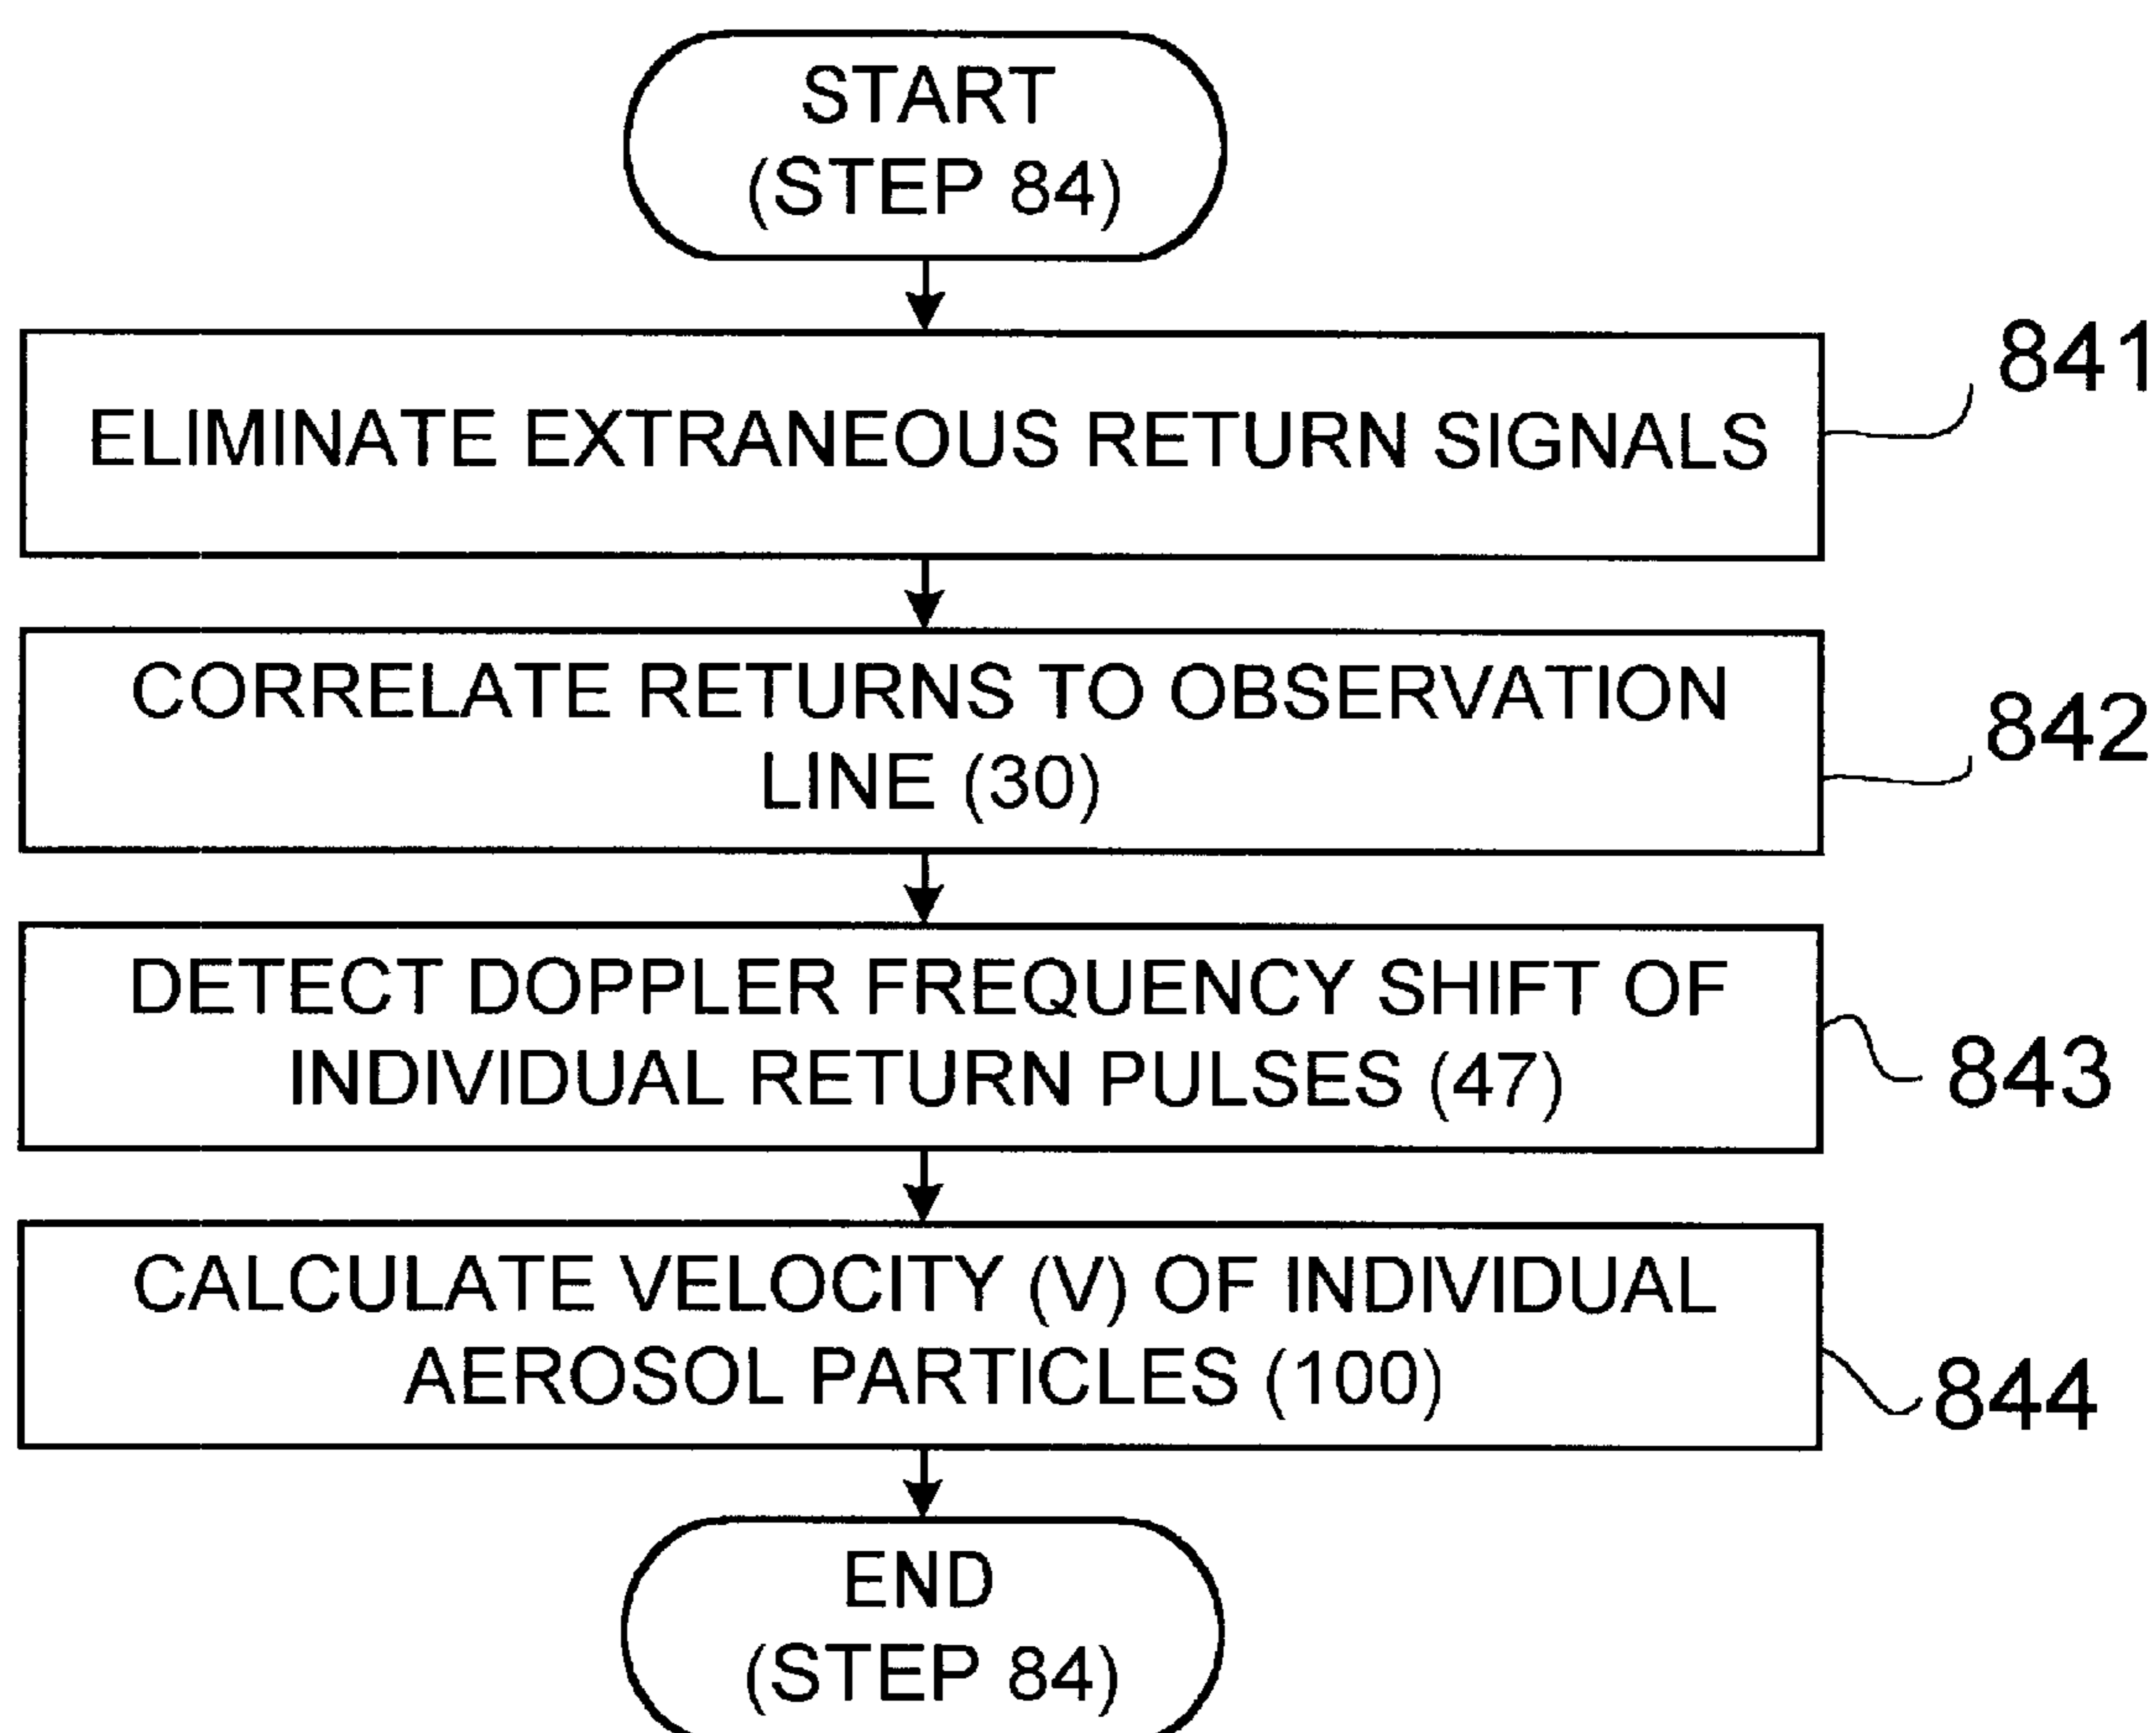 START
(STEP 84)
841
ELIMINATE EXTRANEOUS RETURN SIGNALS
CORRELATE RETURNS TO OBSERVATION
LINE (30)
842
DETECT DOPPLER FREQUENCY SHIFT OF
INDIVIDUAL RETURN PULSES (47)
843
CALCULATE VELOCITY (V) OF INDIVIDUAL
AEROSOL PARTICLES (100)
844
END
(STEP 84)